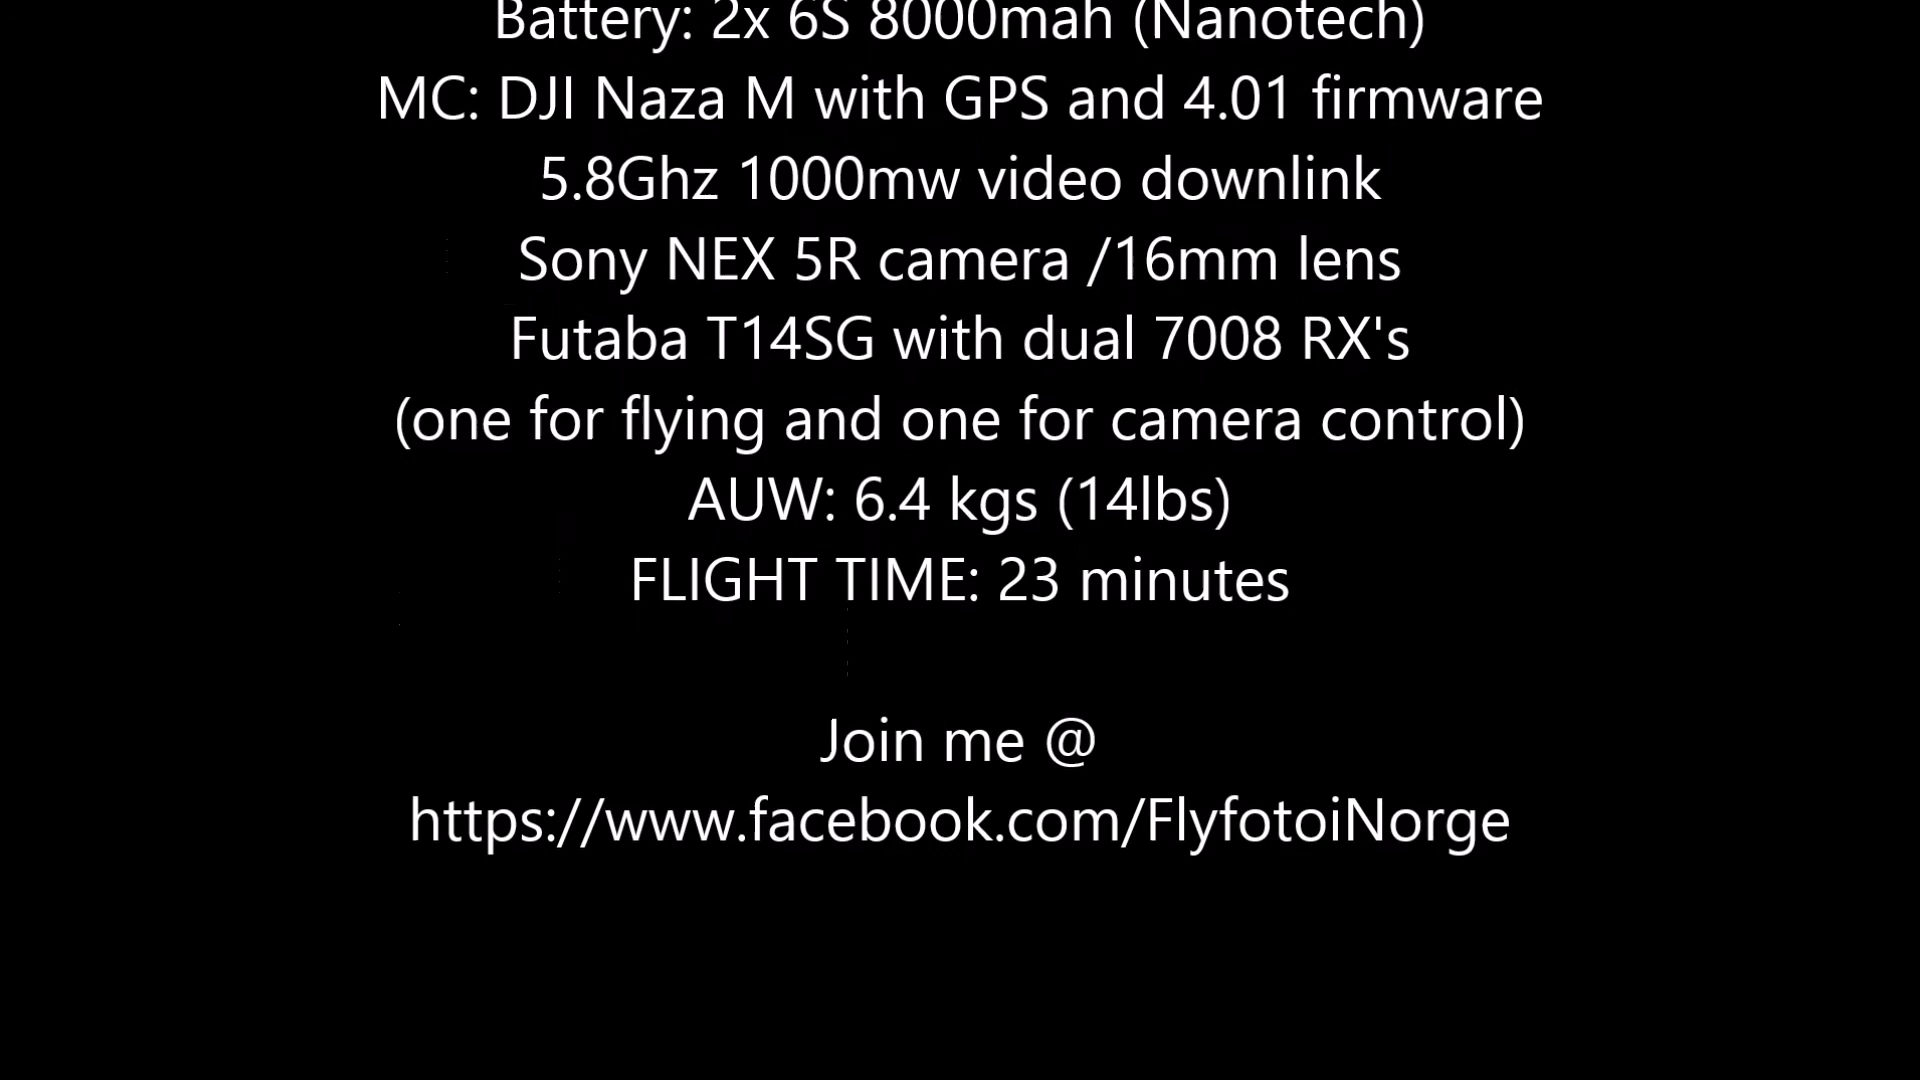 Battery: 2x 6S 8000mah (Nanotech)
MC: DJI Naza M with GPS and 4.01 firmware
5.8Ghz 1000mw video downlink
Sony NEX 5R camera /16mm lens
Futaba T14SG with dual 7008 RX's
(one for flying and one for camera control)
AUW: 6.4 kgs (14lbs)
FLIGHT TIME: 23 minutes
Join me @
https://www.facebook.com/FlyfotoiNorge